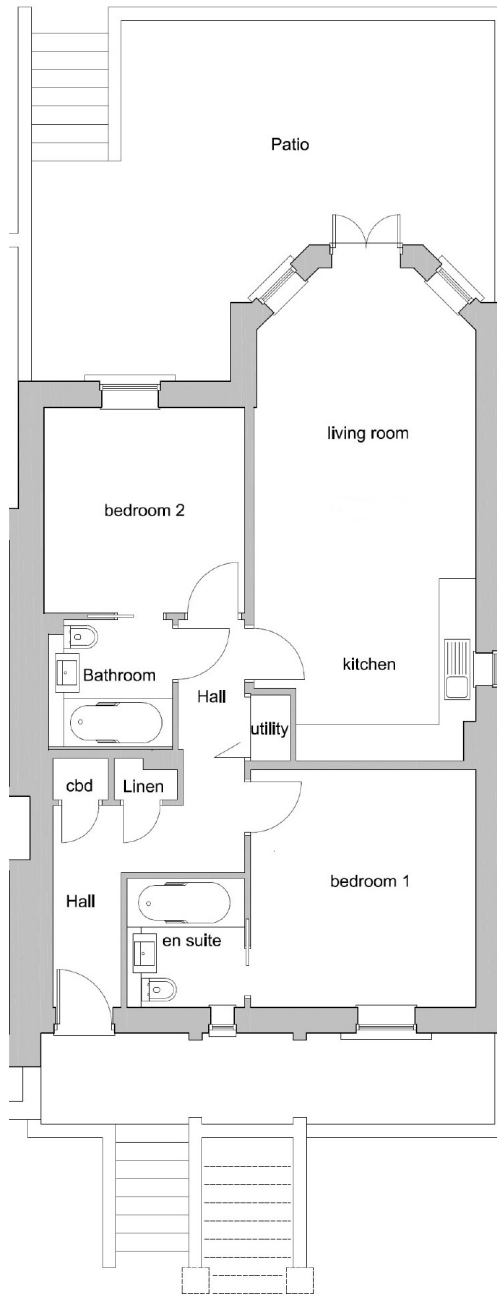 Patio
living room
bedroom 2
kitchen
Bathroom
Hall
utility
cbd
Linen
bedroom 1
Hall
en suite